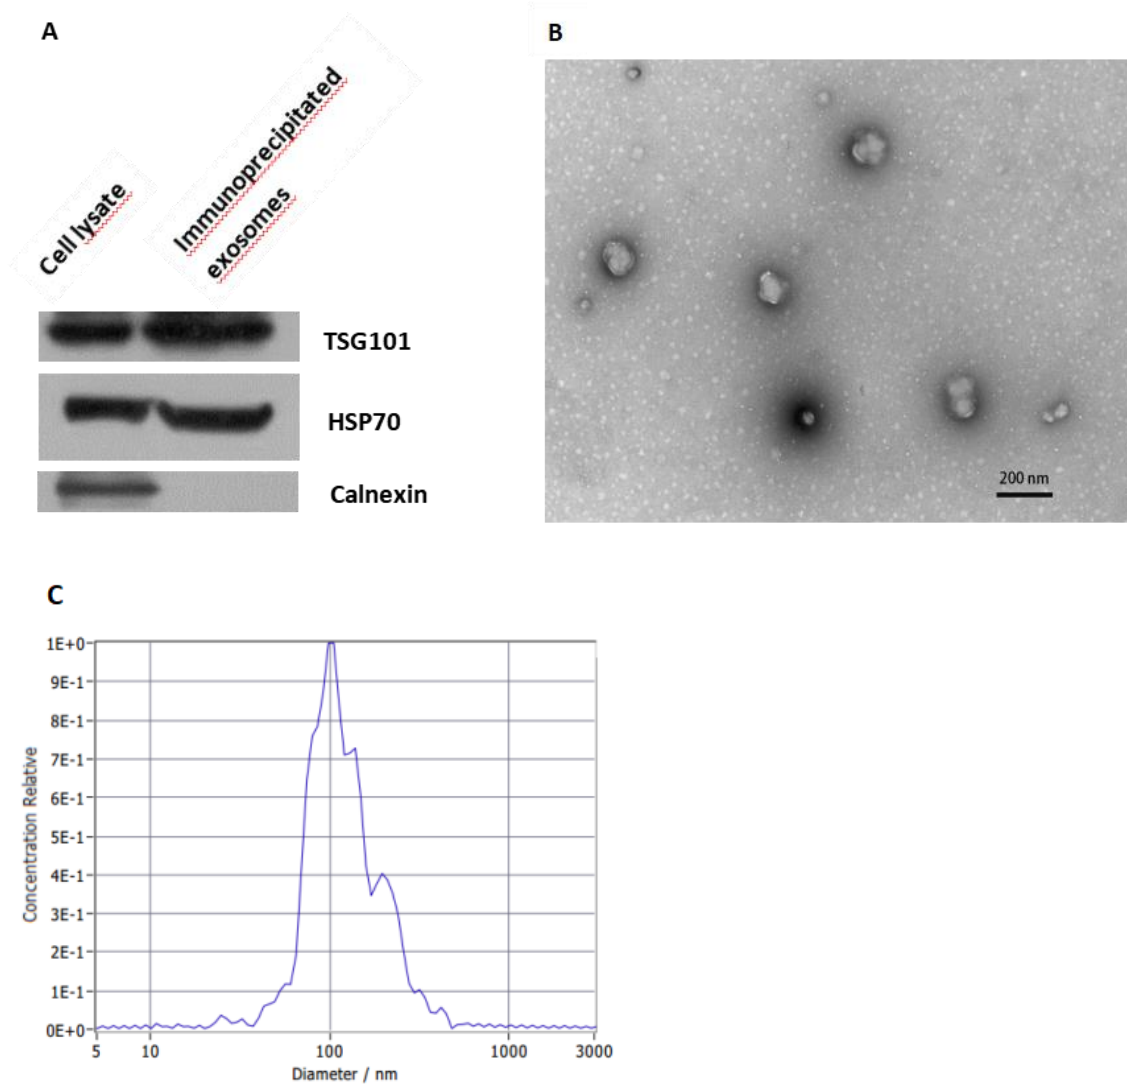 A
B
Cell lysate
Immunoprecipitated
exosomes
TSG101
HSP70
Calnexin
200 nm
C
1E+0
9E-1
8E-1
7E-1
6E-1
5E-1
4E-1
3E-1
2E-1
1E-1
0E+0
Concentration Relative
5 10 100 1000 3000
Diameter / nm